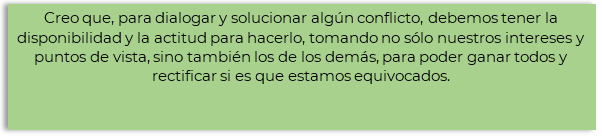 Creo que, para dialogar y solucionar algún conflicto, debemos tener la
disponibilidad y la actitud para hacerlo, tomando no sólo nuestros intereses y
puntos de vista, sino también los de los demás, para poder ganar todos y
rectificar si es que estamos equivocados.